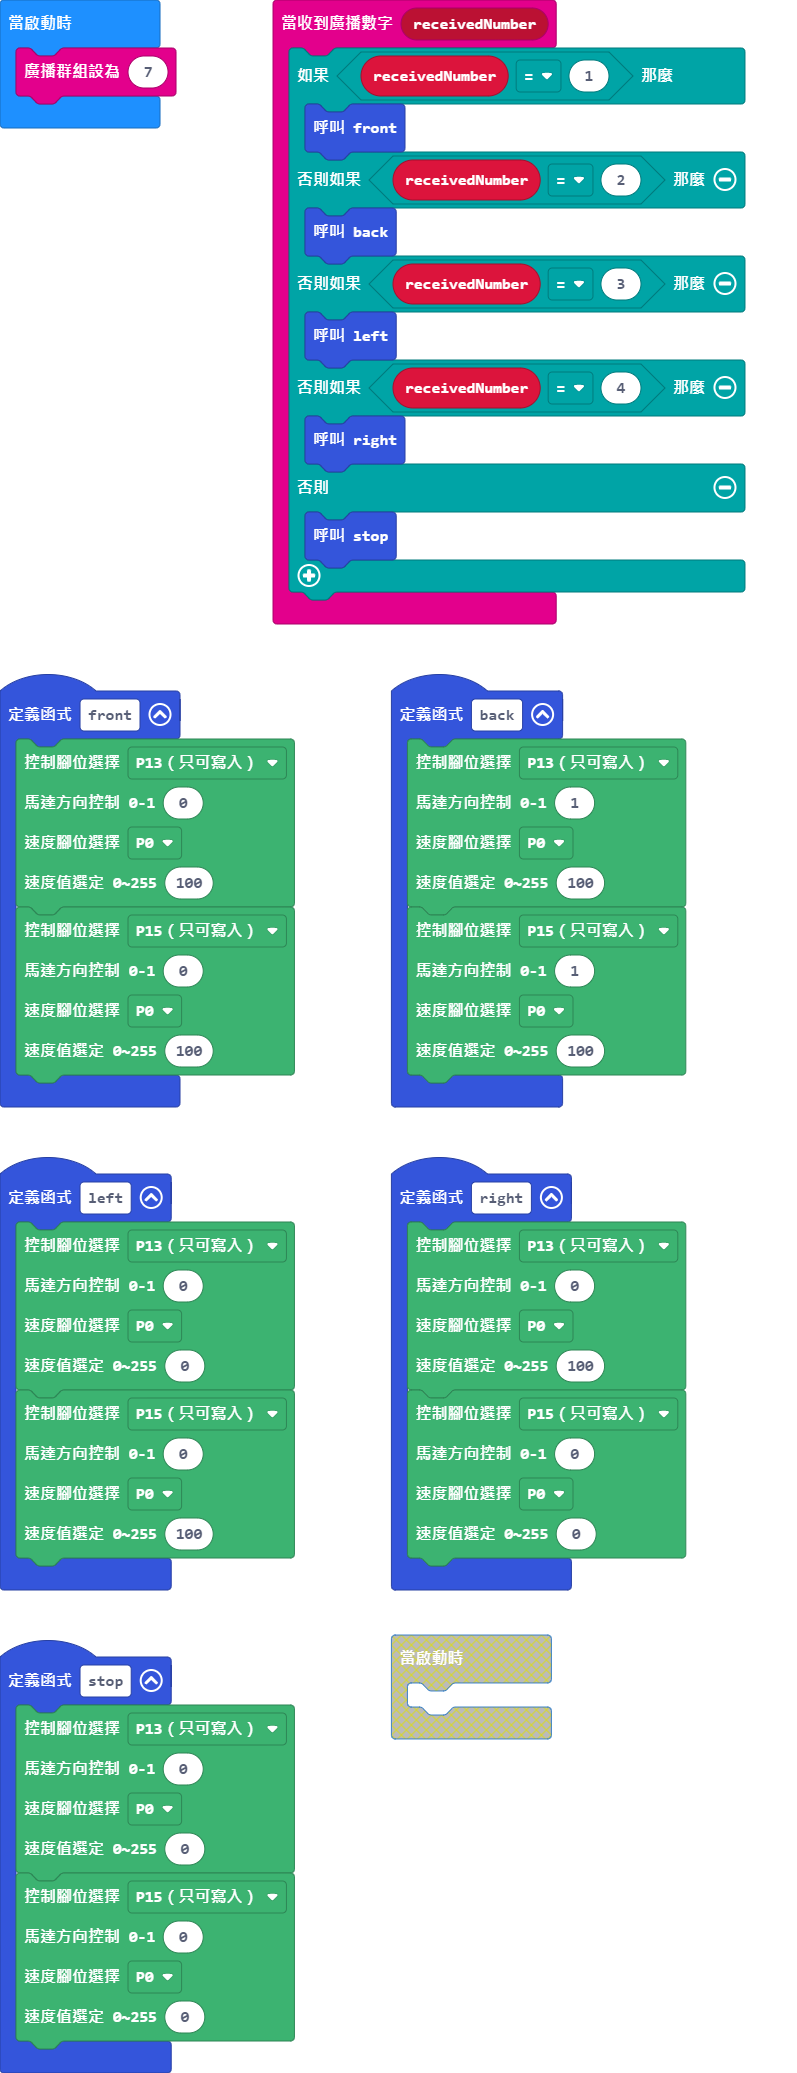 當啟動時
廣播群組設為 7
當收到廣播數字 receivedNumber
如果 receivedNumber = 1 那麼
呼叫 front
否則如果 receivedNumber = 2 那麼
呼叫 back
否則如果 receivedNumber = 3 那麼
呼叫 left
否則如果 receivedNumber = 4 那麼
呼叫 right
否則
呼叫 stop
定義函式 front
控制腳位選擇 P13(只可寫入)
馬達方向控制 0-1 0
速度腳位選擇 P0
速度值選定 0~255 100
控制腳位選擇 P15(只可寫入)
馬達方向控制 0-1 0
速度腳位選擇 P0
速度值選定 0~255 100
定義函式 back
控制腳位選擇 P13(只可寫入)
馬達方向控制 0-1 1
速度腳位選擇 P0
速度值選定 0~255 100
控制腳位選擇 P15(只可寫入)
馬達方向控制 0-1 1
速度腳位選擇 P0
速度值選定 0~255 100
定義函式 left
控制腳位選擇 P13(只可寫入)
馬達方向控制 0-1 0
速度腳位選擇 P0
速度值選定 0~255 0
控制腳位選擇 P15(只可寫入)
馬達方向控制 0-1 0
速度腳位選擇 P0
速度值選定 0~255 100
定義函式 right
控制腳位選擇 P13(只可寫入)
馬達方向控制 0-1 0
速度腳位選擇 P0
速度值選定 0~255 100
控制腳位選擇 P15(只可寫入)
馬達方向控制 0-1 0
速度腳位選擇 P0
速度值選定 0~255 0
定義函式 stop
控制腳位選擇 P13(只可寫入)
馬達方向控制 0-1 0
速度腳位選擇 P0
速度值選定 0~255 0
控制腳位選擇 P15(只可寫入)
馬達方向控制 0-1 0
速度腳位選擇 P0
速度值選定 0~255 0
當啟動時